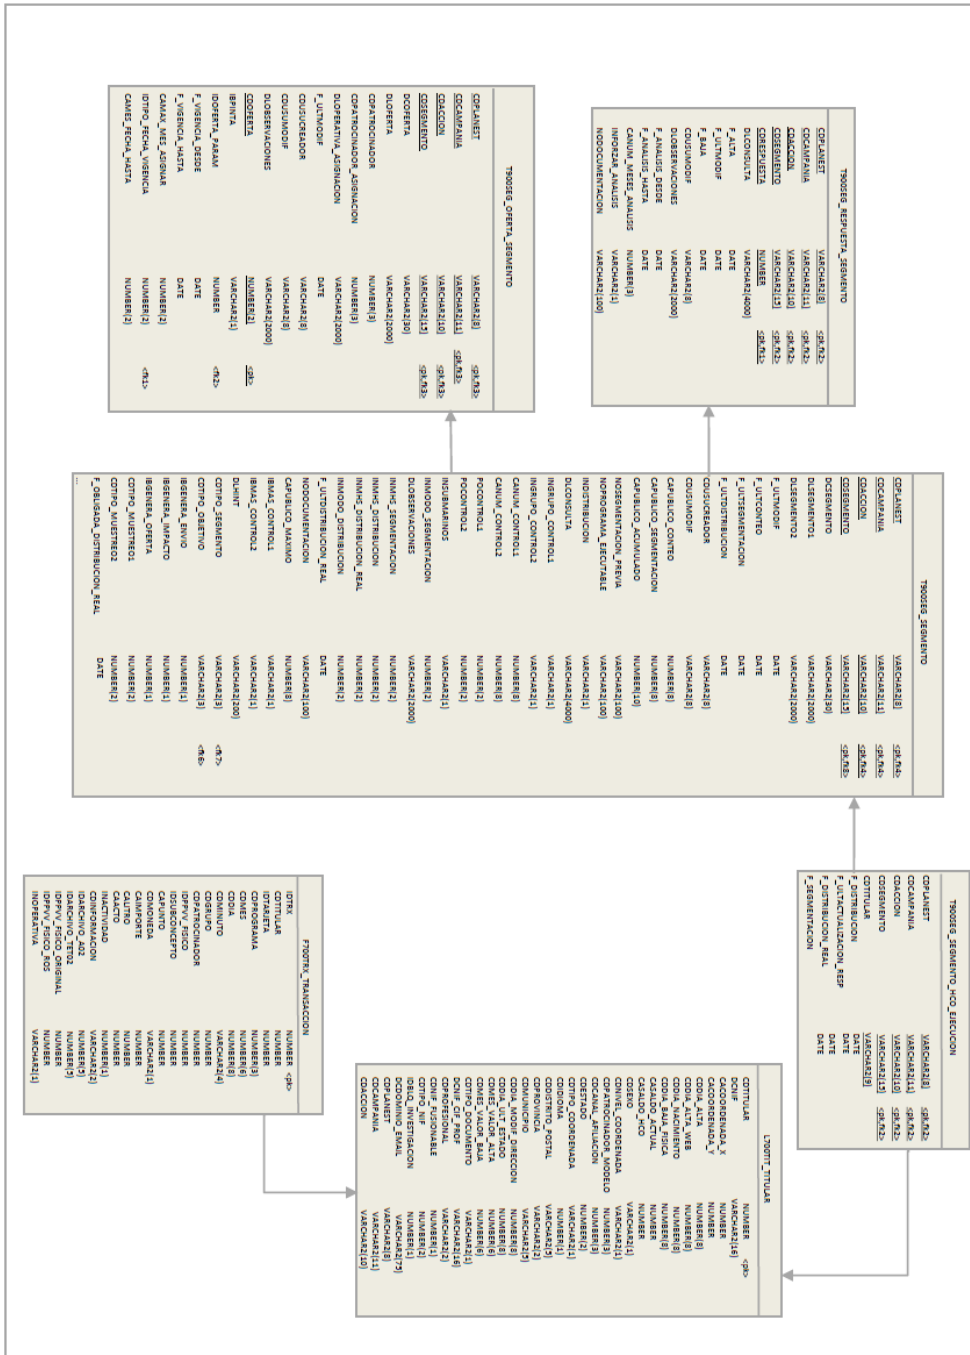 T900SEG_RESPUESTA_SEGMENTO
CDPLANEST VARCHAR2(8) <pk,fk2>
CDCAMPANIA VARCHAR2(11) <pk,fk2>
CDACCION VARCHAR2(10) <pk,fk2>
CDSEGMENTO VARCHAR2(15) <pk,fk2>
CDRESPUESTA NUMBER <pk,fk1>
DLCONSULTA VARCHAR2(4000)
F_ALTA DATE
F_ULTMODIF DATE
F_BAJA DATE
CDUSUMODIF VARCHAR2(8)
DLOBSERVACIONES VARCHAR2(2000)
F_ANALISIS_DESDE DATE
F_ANALISIS_HASTA DATE
CANUM_MESES_ANALISIS NUMBER(3)
INFORZAR_ANALISIS VARCHAR2(1)
NODOCUMENTACION VARCHAR2(100)
T900SEG_OFERTA_SEGMENTO
CDPLANEST VARCHAR2(8) <pk,fk3>
CDCAMPANIA VARCHAR2(11) <pk,fk3>
CDACCION VARCHAR2(10) <pk,fk3>
CDSEGMENTO VARCHAR2(15) <pk,fk3>
DCOFERTA VARCHAR2(30)
DLOFERTA VARCHAR2(2000)
CDPATROCINADOR NUMBER(3)
CDPATROCINADOR_ASIGNACION NUMBER(3)
DLOPERATIVA_ASIGNACION VARCHAR2(2000)
F_ULTMODIF DATE
CDUSUCREADOR VARCHAR2(8)
CDUSUMODIF VARCHAR2(8)
DLOBSERVACIONES VARCHAR2(2000)
CDOFERTA NUMBER(2) <pk>
IBPINTA VARCHAR2(1)
IDOFERTA_PARAM NUMBER <fk2>
F_VIGENCIA_DESDE DATE
F_VIGENCIA_HASTA DATE
CAMAX_MES_ASIGNAR NUMBER(2)
IDTIPO_FECHA_VIGENCIA NUMBER(2) <fk1>
CAMES_FECHA_HASTA NUMBER(2)
T900SEG_SEGMENTO
CDPLANEST VARCHAR2(8) <pk,fk4>
CDCAMPANIA VARCHAR2(11) <pk,fk4>
CDACCION VARCHAR2(10) <pk,fk4>
CDSEGMENTO VARCHAR2(15) <pk,fk8>
DCSEGMENTO VARCHAR2(30)
DLSEGMENTO1 VARCHAR2(2000)
DLSEGMENTO2 VARCHAR2(2000)
F_ULTMODIF DATE
F_ULTCONTEO DATE
F_ULTSEGMENTACION DATE
F_ULTDISTRIBUCION DATE
CDUSUCREADOR VARCHAR2(8)
CDUSUMODIF VARCHAR2(8)
CAPUBLICO_CONTEO NUMBER(8)
CAPUBLICO_SEGMENTACION NUMBER(8)
CAPUBLICO_ACUMULADO NUMBER(10)
NOSEGMENTACION_PREVIA VARCHAR2(100)
NOPROGRAMA_EJECUTABLE VARCHAR2(100)
INDISTRIBUCION VARCHAR2(1)
DLCONSULTA VARCHAR2(4000)
INGRUPO_CONTROL1 VARCHAR2(1)
INGRUPO_CONTROL2 VARCHAR2(1)
CANUM_CONTROL1 NUMBER(8)
CANUM_CONTROL2 NUMBER(8)
POCONTROL1 NUMBER(2)
POCONTROL2 NUMBER(2)
INSUBMARINOS VARCHAR2(1)
INMODO_SEGMENTACION NUMBER(2)
DLOBSERVACIONES VARCHAR2(2000)
INMHS_SEGMENTACION NUMBER(2)
INMHS_DISTRIBUCION NUMBER(2)
INMHS_DISTRIBUCION_REAL NUMBER(2)
INMODO_DISTRIBUCION NUMBER(2)
F_ULTDISTRIBUCION_REAL DATE
NODOCUMENTACION VARCHAR2(100)
CAPUBLICO_MAXIMO NUMBER(8)
IBMAS_CONTROL1 VARCHAR2(1)
IBMAS_CONTROL2 VARCHAR2(1)
DLHINT VARCHAR2(200)
CDTIPO_SEGMENTO VARCHAR2(3) <fk7>
CDTIPO_OBJETIVO VARCHAR2(3) <fk6>
IBGENERA_ENVIO NUMBER(1)
IBGENERA_IMPACTO NUMBER(1)
IBGENERA_OFERTA NUMBER(1)
CDTIPO_MUESTREO1 NUMBER(2)
CDTIPO_MUESTREO2 NUMBER(2)
F_OBLIGADA_DISTRIBUCION_REAL DATE
...
T900SEG_SEGMENTO_HCO_EJECUCION
CDPLANEST VARCHAR2(8) <pk,fk2>
CDCAMPANIA VARCHAR2(11) <pk,fk2>
CDACCION VARCHAR2(10) <pk,fk2>
CDSEGMENTO VARCHAR2(15) <pk,fk2>
CDTITULAR VARCHAR2(9)
F_DISTRIBUCION DATE
F_ULTACTUALIZACION_RESP DATE
F_DISTRIBUCION_REAL DATE
F_SEGMENTACION DATE
F700TRX_TRANSACCION
IDTRX NUMBER <pk>
CDTITULAR NUMBER
IDTARJETA NUMBER
CDPROGRAMA NUMBER(3)
CDMES NUMBER(6)
CDDIA NUMBER(8)
CDMINUTO VARCHAR2(4)
CDGRUPO NUMBER
CDPATROCINADOR NUMBER
IDPPVV_FISICO NUMBER
IDSUBCONCEPTO NUMBER
CAPUNTO NUMBER
CDMONEDA VARCHAR2(1)
CAIMPORTE NUMBER
CALITRO NUMBER
CAACTO NUMBER
INACTIVIDAD NUMBER(1)
CDINFORMACION VARCHAR2(2)
IDARCHIVO_A02 NUMBER(5)
IDARCHIVO_TET02 NUMBER(5)
IDPPVV_FISICO_ORIGINAL NUMBER
IDPPVV_FISICO_ROS NUMBER
INOPERATIVA VARCHAR2(1)
L700TIT_TITULAR
CDTITULAR NUMBER <pk>
DCNIF VARCHAR2(16)
CACOORDENADA_X NUMBER
CACOORDENADA_Y NUMBER
CDDIA_ALTA NUMBER(8)
CDDIA_ALTA_WEB NUMBER(8)
CDDIA_NACIMIENTO NUMBER(8)
CDDIA_BAJA_FISICA NUMBER(8)
CASALDO_ACTUAL NUMBER
CASALDO_HCO NUMBER
CDSEXO VARCHAR2(1)
CDNIVEL_COORDENADA VARCHAR2(1)
CDPATROCINADOR_MODELO NUMBER(3)
CDCANAL_AFILIACION NUMBER(3)
CDESTADO NUMBER(2)
CDTIPO_COORDENADA VARCHAR2(1)
CDIDIOMA NUMBER(1)
CDDISTRITO_POSTAL VARCHAR2(5)
CDPROVINCIA VARCHAR2(2)
CDMUNICIPIO VARCHAR2(5)
CDDIA_MODIF_DIRECCION NUMBER(8)
CDDIA_ULT_ESTADO NUMBER(8)
CDMES_VALOR_ALTA NUMBER(6)
CDMES_VALOR_BAJA NUMBER(6)
CDTIPO_DOCUMENTO VARCHAR2(1)
DCNIF_CIF_PROF VARCHAR2(16)
CDPROFESIONAL VARCHAR2(2)
CDNIF_FUSIONABLE NUMBER(1)
CDTIPO_NIF NUMBER(2)
IDBLQ_INVESTIGACION NUMBER(1)
DCDOMINIO_EMAIL VARCHAR2(75)
CDPLANEST VARCHAR2(8)
CDCAMPANIA VARCHAR2(11)
CDACCION VARCHAR2(10)